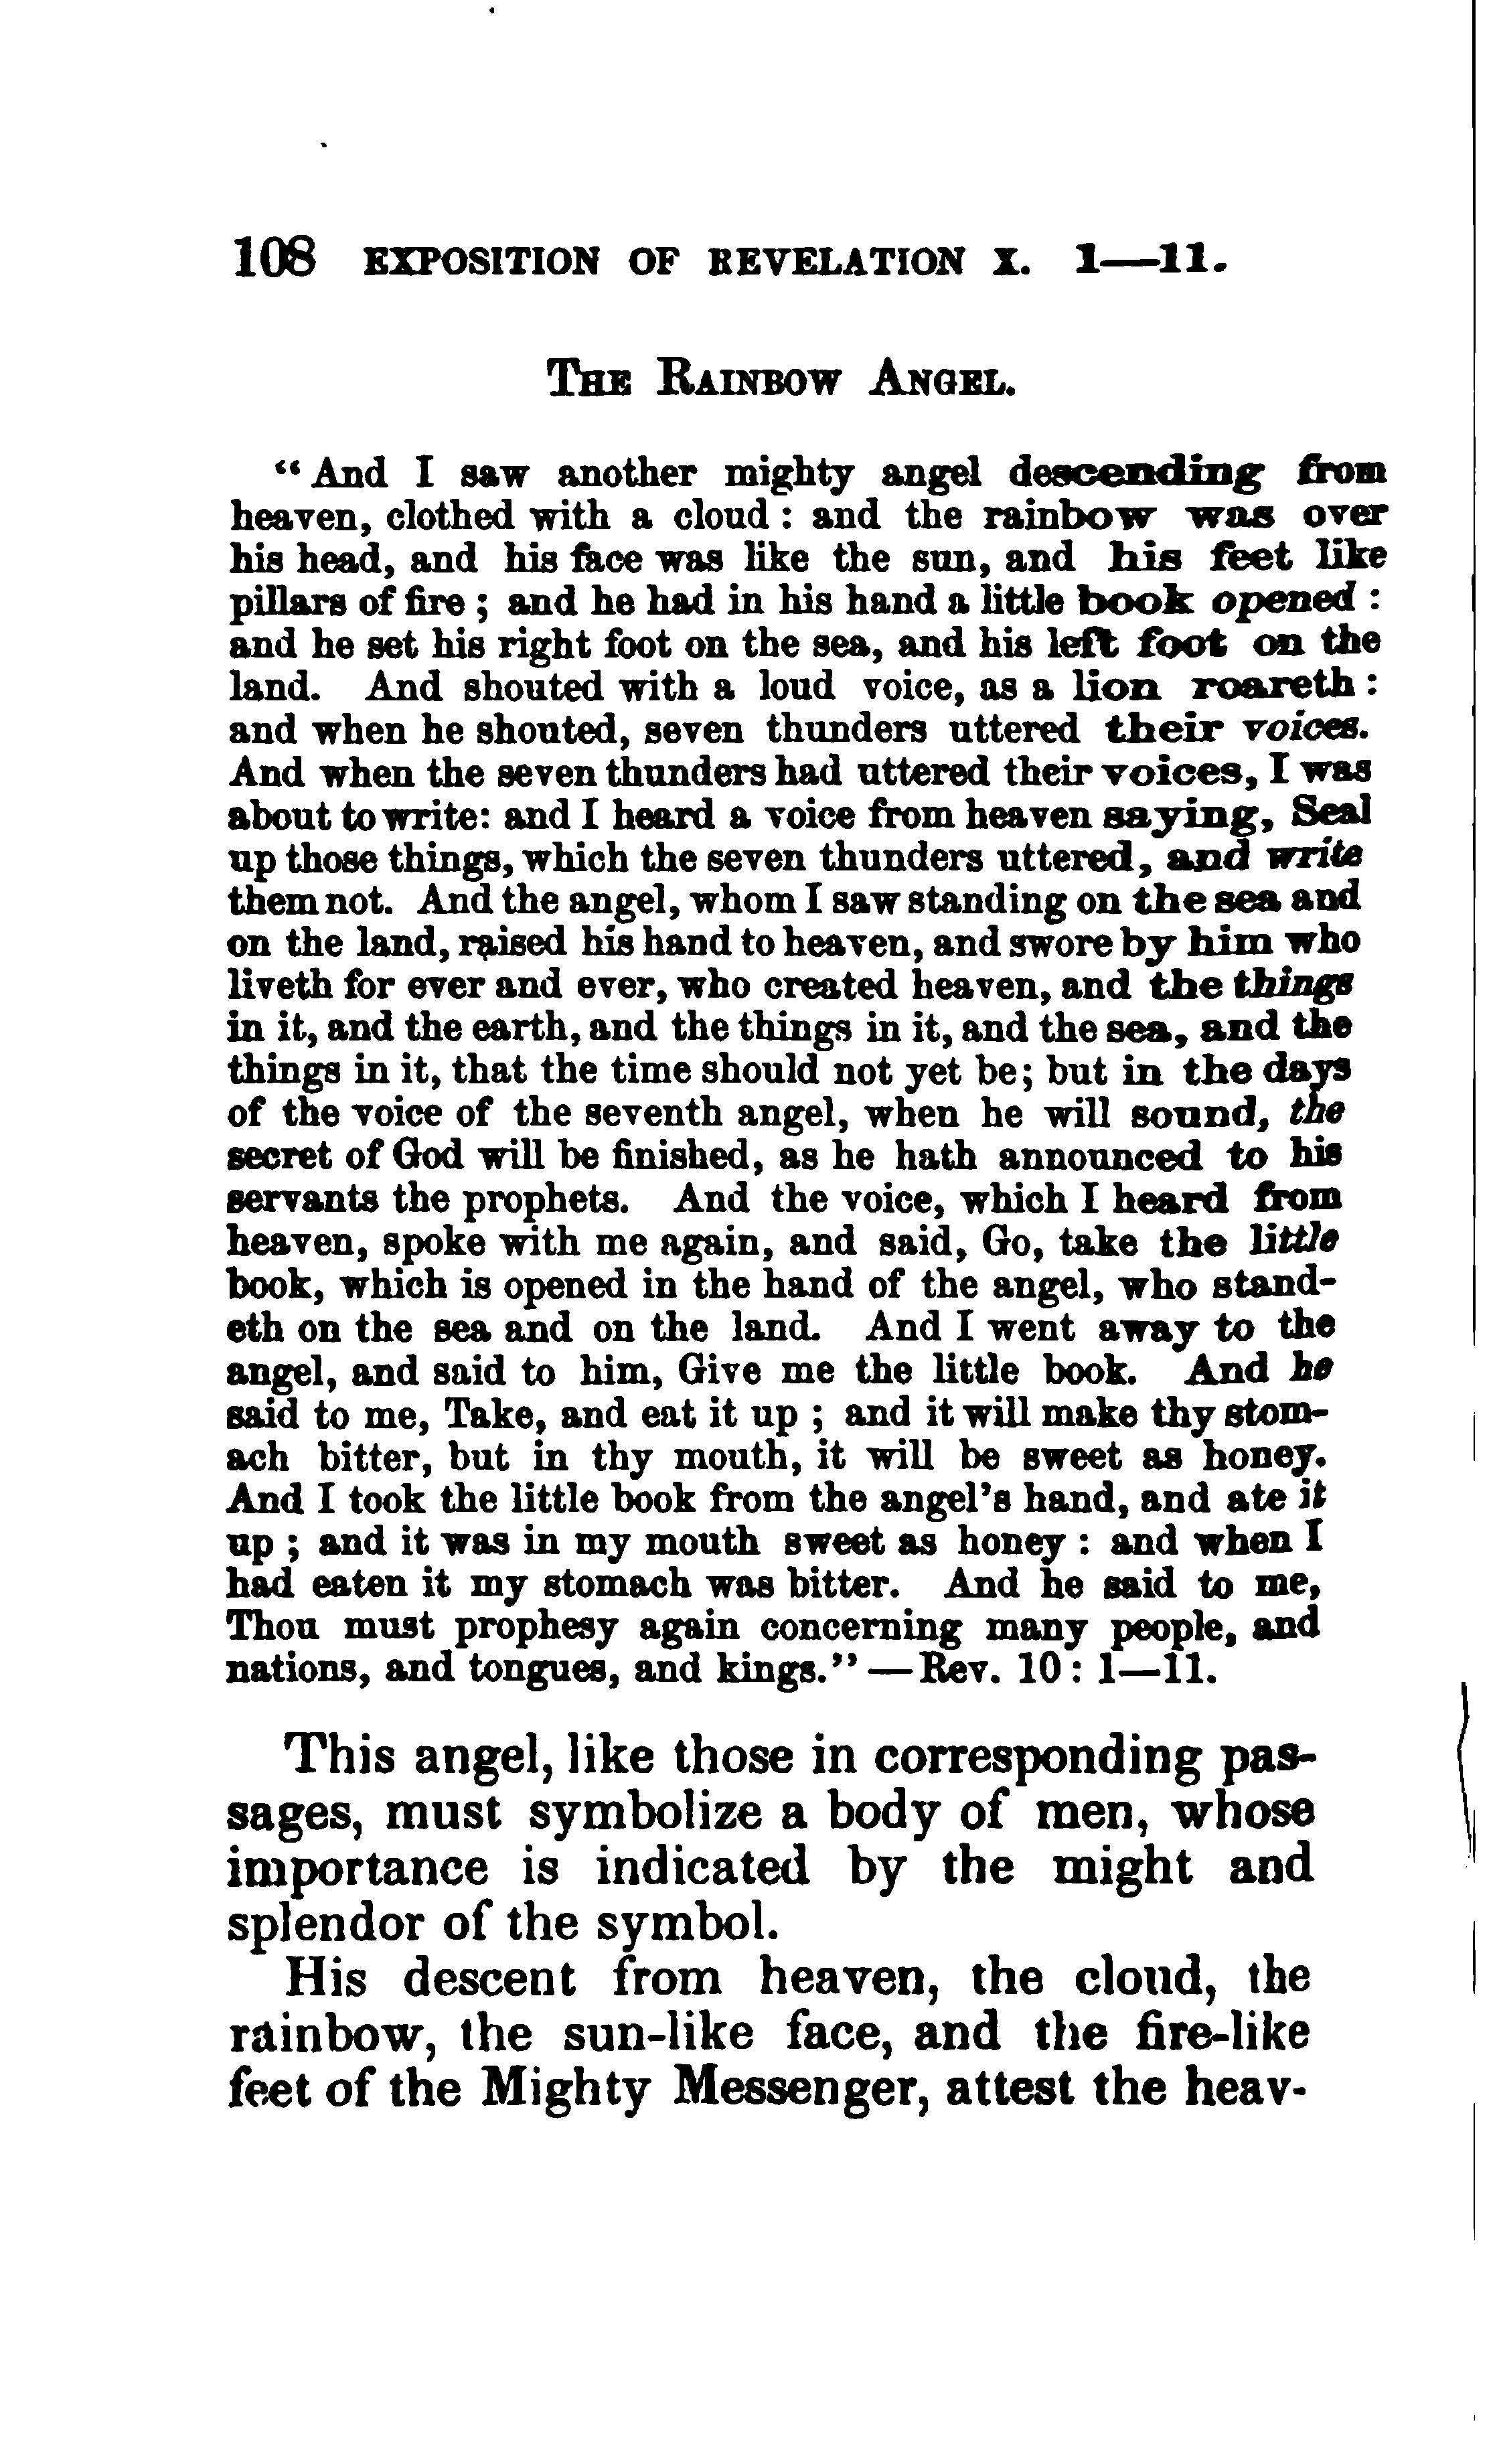 108 EXPOSITION OF REVELATION X. 1—11.
THE RAINBOW ANGEL.
“And I saw another mighty angel descending from
heaven, clothed with a cloud : and the rainbow was over
his head, and his face was like the sun, and his feet like
pillars of fire ; and he had in his hand a little book opened :
and he set his right foot on the sea, and his left foot on the
land. And shouted with a loud voice, as a lion roareth :
and when he shouted, seven thunders uttered their voices.
And when the seven thunders had uttered their voices, I was
about to write: and I heard a voice from heaven saying, Seal
up those things, which the seven thunders uttered, and write
them not. And the angel, whom I saw standing on the sea and
on the land, raised his hand to heaven, and swore by him who
liveth for ever and ever, who created heaven, and the things
in it, and the earth, and the things in it, and the sea, and the
things in it, that the time should not yet be; but in the days
of the voice of the seventh angel, when he will sound, the
secret of God will be finished, as he hath announced to his
servants the prophets. And the voice, which I heard from
heaven, spoke with me again, and said, Go, take the little
book, which is opened in the hand of the angel, who stand-
eth on the sea and on the land. And I went away to the
angel, and said to him, Give me the little book. And he
said to me, Take, and eat it up ; and it will make thy stom-
ach bitter, but in thy mouth, it will be sweet as honey.
And I took the little book from the angel’s hand, and ate it
up ; and it was in my mouth sweet as honey : and when I
had eaten it my stomach was bitter. And he said to me,
Thou must prophesy again concerning many people, and
nations, and tongues, and kings.”—Rev. 10 : 1—11.
This angel, like those in corresponding pas-
sages, must symbolize a body of men, whose
importance is indicated by the might and
splendor of the symbol.
His descent from heaven, the cloud, the
rainbow, the sun-like face, and the fire-like
feet of the Mighty Messenger, attest the heav-